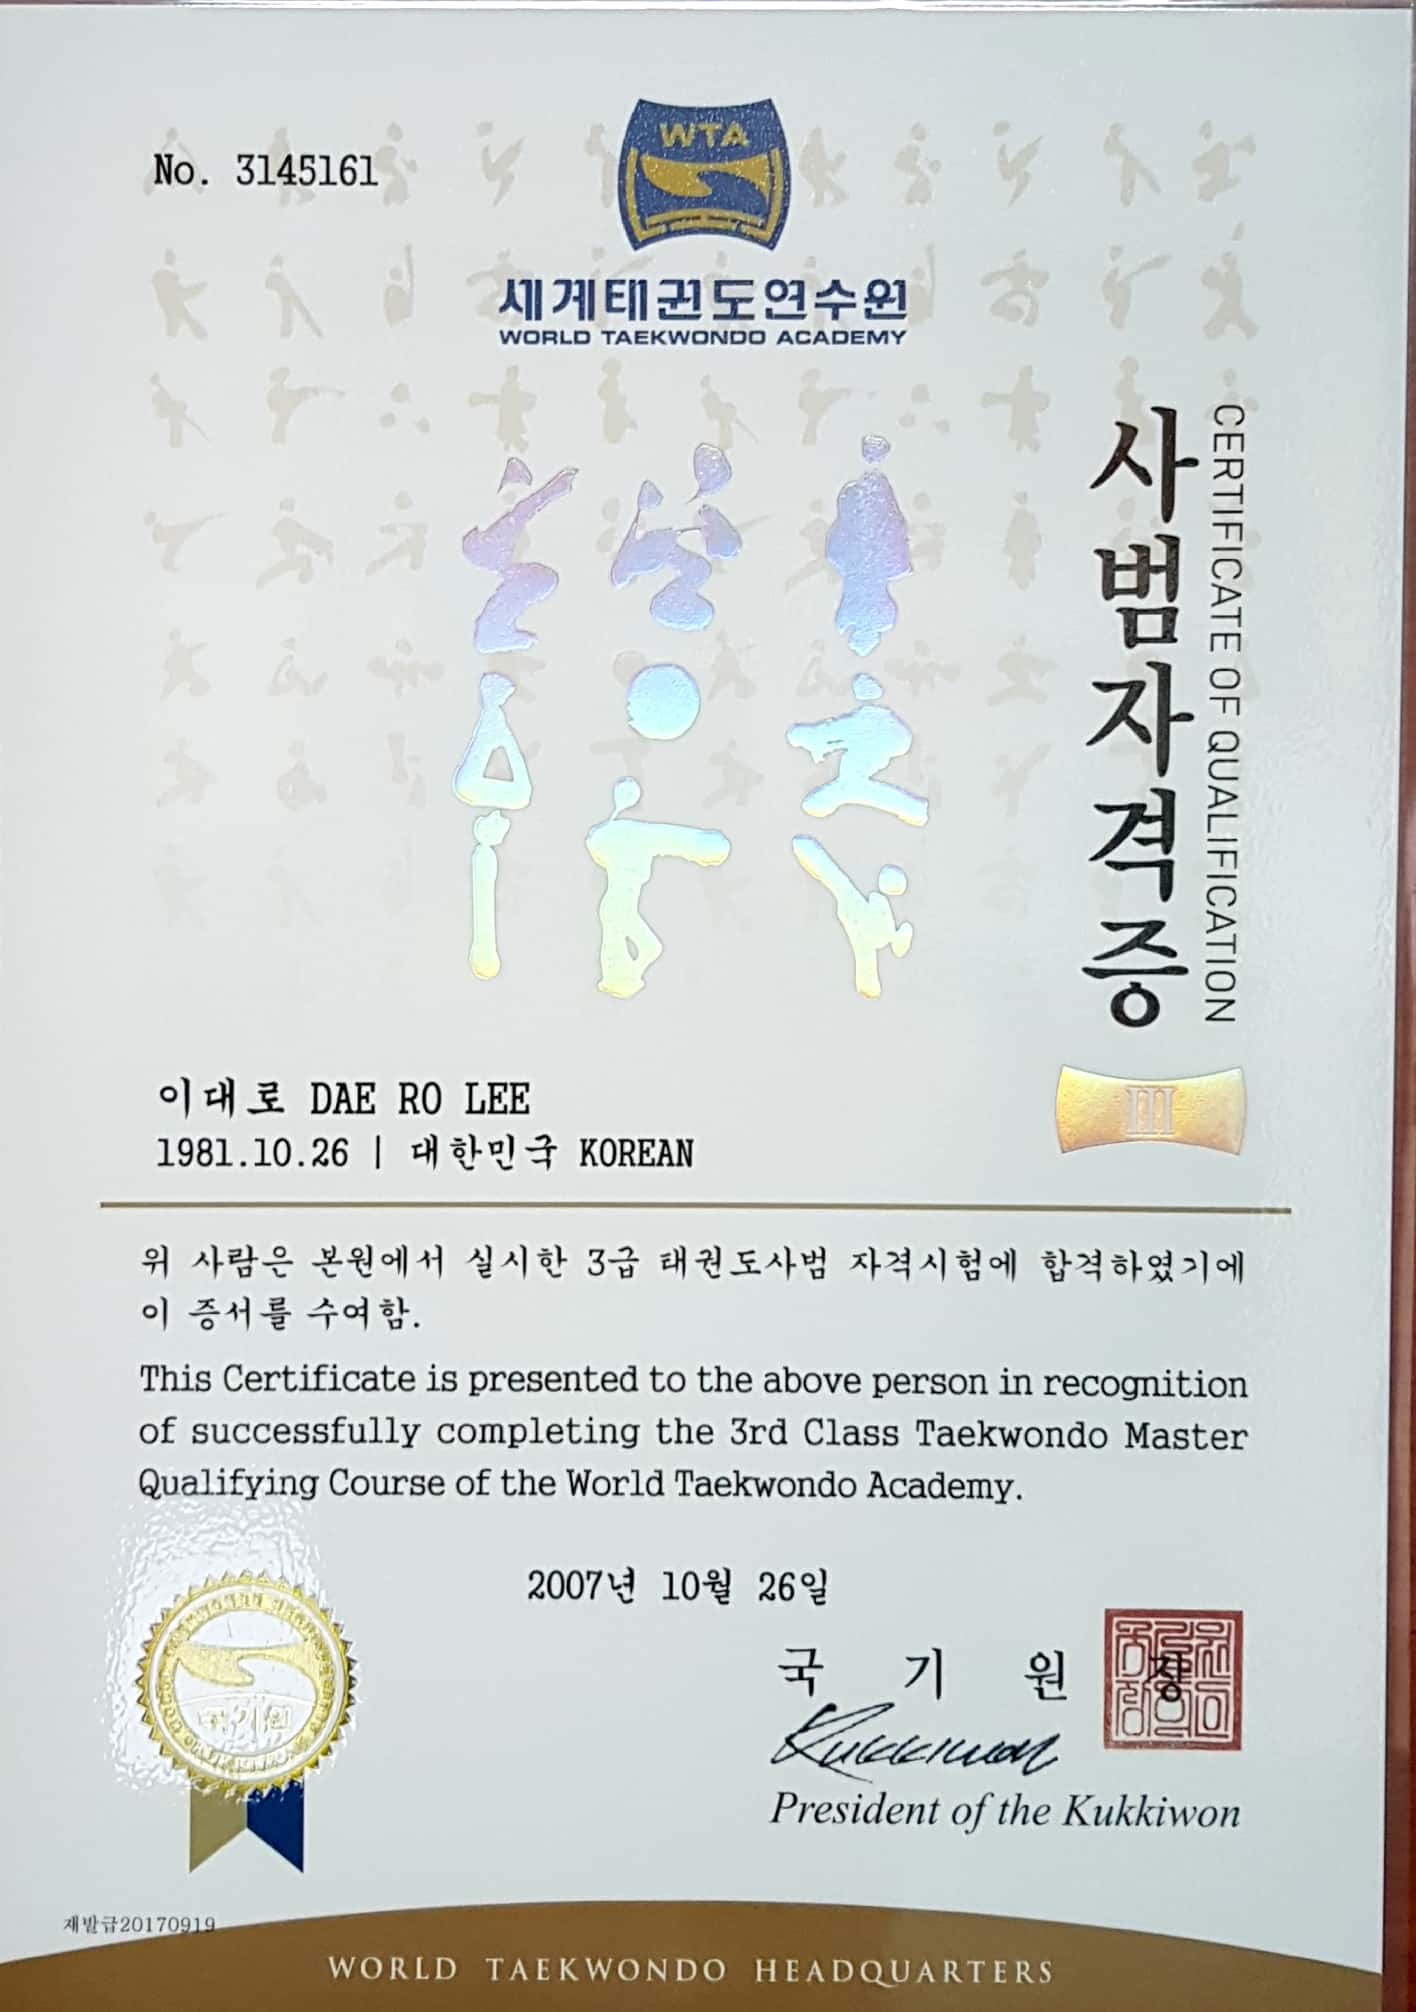 No. 3145161
WTA
세계태권도연수원
WORLD TAEKWONDO ACADEMY
사범자격증
CERTIFICATE OF QUALIFICATION
III
이대로 DAE RO LEE
1981.10.26 | 대한민국 KOREAN
위 사람은 본원에서 실시한 3급 태권도사범 자격시험에 합격하였기에
이 증서를 수여함.
This Certificate is presented to the above person in recognition
of successfully completing the 3rd Class Taekwondo Master
Qualifying Course of the World Taekwondo Academy.
2007년 10월 26일
국 기 원 장
Kukkiwon
President of the Kukkiwon
국기원
재발급20170919
WORLD TAEKWONDO HEADQUARTERS